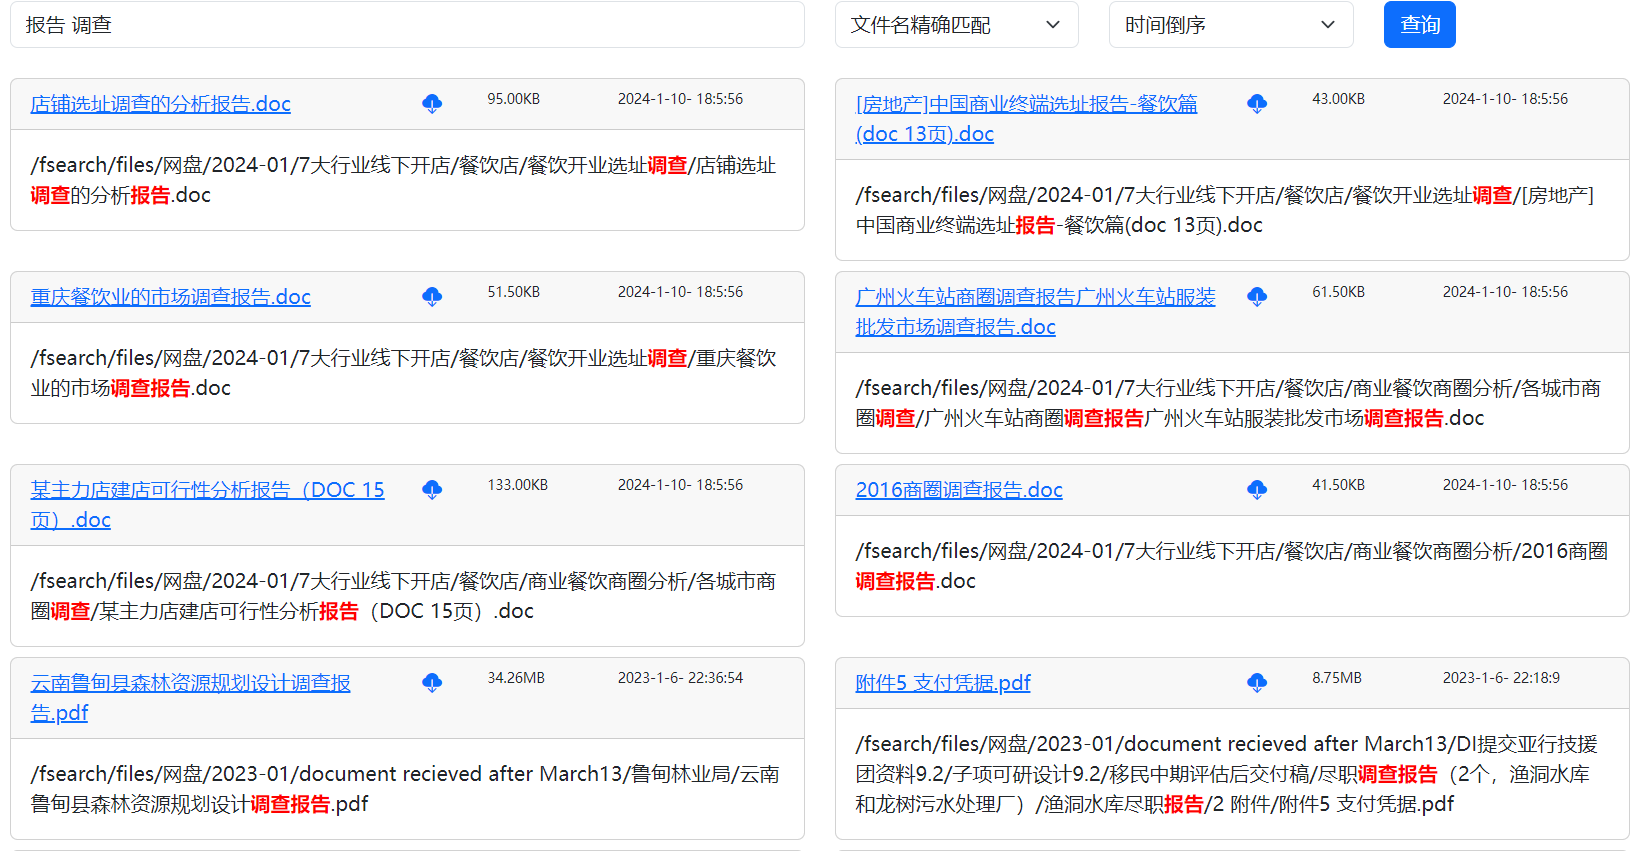 报告 调查
文件名精确匹配
时间倒序
查询
店铺选址调查的分析报告.doc
95.00KB
2024-1-10- 18:5:56
/fsearch/files/网盘/2024-01/7大行业线下开店/餐饮店/餐饮开业选址调查/店铺选址
调查的分析报告.doc
[房地产]中国商业终端选址报告-餐饮篇
(doc 13页).doc
43.00KB
2024-1-10- 18:5:56
/fsearch/files/网盘/2024-01/7大行业线下开店/餐饮店/餐饮开业选址调查/[房地产]
中国商业终端选址报告-餐饮篇(doc 13页).doc
重庆餐饮业的市场调查报告.doc
51.50KB
2024-1-10- 18:5:56
/fsearch/files/网盘/2024-01/7大行业线下开店/餐饮店/餐饮开业选址调查/重庆餐饮
业的市场调查报告.doc
广州火车站商圈调查报告广州火车站服装
批发市场调查报告.doc
61.50KB
2024-1-10- 18:5:56
/fsearch/files/网盘/2024-01/7大行业线下开店/餐饮店/商业餐饮商圈分析/各城市商
圈调查/广州火车站商圈调查报告广州火车站服装批发市场调查报告.doc
某主力店建店可行性分析报告（DOC 15
页）.doc
133.00KB
2024-1-10- 18:5:56
/fsearch/files/网盘/2024-01/7大行业线下开店/餐饮店/商业餐饮商圈分析/各城市商
圈调查/某主力店建店可行性分析报告（DOC 15页）.doc
2016商圈调查报告.doc
41.50KB
2024-1-10- 18:5:56
/fsearch/files/网盘/2024-01/7大行业线下开店/餐饮店/商业餐饮商圈分析/2016商圈
调查报告.doc
云南鲁甸县森林资源规划设计调查报
告.pdf
34.26MB
2023-1-6- 22:36:54
/fsearch/files/网盘/2023-01/document recieved after March13/鲁甸林业局/云南
鲁甸县森林资源规划设计调查报告.pdf
附件5 支付凭据.pdf
8.75MB
2023-1-6- 22:18:9
/fsearch/files/网盘/2023-01/document recieved after March13/DI提交亚行技援
团资料9.2/子项可研设计9.2/移民中期评估后交付稿/尽职调查报告（2个，渔洞水库
和龙树污水处理厂）/渔洞水库尽职报告/2 附件/附件5 支付凭据.pdf